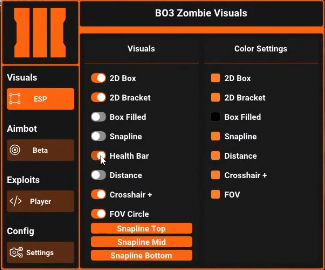 BO3 Zombie Visuals
Visuals
ESP
Aimbot
Beta
Exploits
Player
Config
Settings
Visuals
2D Box
2D Bracket
Box Filled
Snapline
Health Bar
Distance
Crosshair +
FOV Circle
Snapline Top
Snapline Mid
Snapline Bottom
Color Settings
2D Box
2D Bracket
Box Filled
Snapline
Distance
Crosshair +
FOV